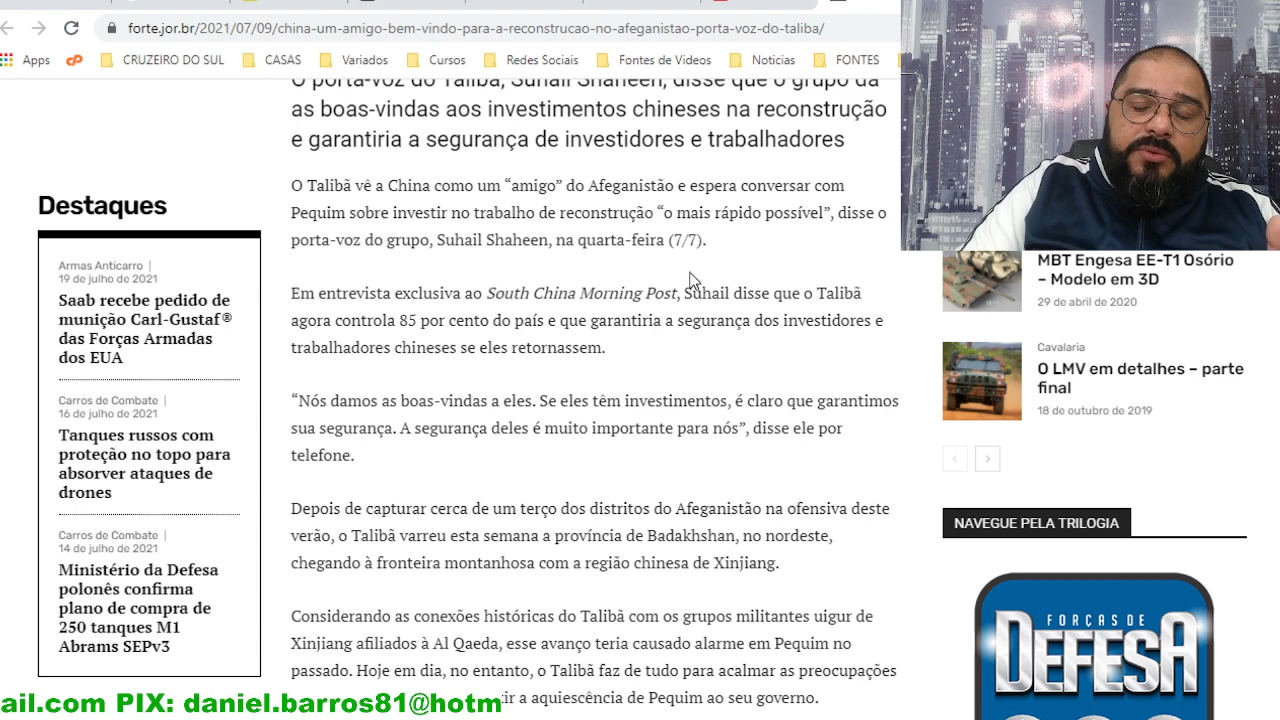 forte.jor.br/2021/07/09/china-um-amigo-bem-vindo-para-a-reconstrucao-no-afeganistao-porta-voz-do-taliba/
Apps
CRUZEIRO DO SUL
CASAS
Variados
Cursos
Redes Sociais
Fontes de Videos
Noticias
FONTES
O porta-voz do Talibã, Suhail Shaheen, disse que o grupo dá
as boas-vindas aos investimentos chineses na reconstrução
e garantiria a segurança de investidores e trabalhadores
O Talibã vê a China como um “amigo” do Afeganistão e espera conversar com
Pequim sobre investir no trabalho de reconstrução “o mais rápido possível”, disse o
porta-voz do grupo, Suhail Shaheen, na quarta-feira (7/7).
Em entrevista exclusiva ao South China Morning Post, Suhail disse que o Talibã
agora controla 85 por cento do país e que garantiria a segurança dos investidores e
trabalhadores chineses se eles retornassem.
“Nós damos as boas-vindas a eles. Se eles têm investimentos, é claro que garantimos
sua segurança. A segurança deles é muito importante para nós”, disse ele por
telefone.
Depois de capturar cerca de um terço dos distritos do Afeganistão na ofensiva deste
verão, o Talibã varreu esta semana a província de Badakhshan, no nordeste,
chegando à fronteira montanhosa com a região chinesa de Xinjiang.
Considerando as conexões históricas do Talibã com os grupos militantes uigur de
Xinjiang afiliados à Al Qaeda, esse avanço teria causado alarme em Pequim no
passado. Hoje em dia, no entanto, o Talibã faz de tudo para acalmar as preocupações
a aquiescência de Pequim ao seu governo.
Destaques
Armas Anticarro |
19 de julho de 2021
Saab recebe pedido de
munição Carl-Gustaf®
das Forças Armadas
dos EUA
Carros de Combate |
16 de julho de 2021
Tanques russos com
proteção no topo para
absorver ataques de
drones
Carros de Combate |
14 de julho de 2021
Ministério da Defesa
polonês confirma
plano de compra de
250 tanques M1
Abrams SEPv3
MBT Engesa EE-T1 Osório
– Modelo em 3D
29 de abril de 2020
Cavalaria
O LMV em detalhes – parte
final
18 de outubro de 2019
NAVEGUE PELA TRILOGIA
FORÇAS DE
DEFESA
ail.com PIX: daniel.barros81@hotm